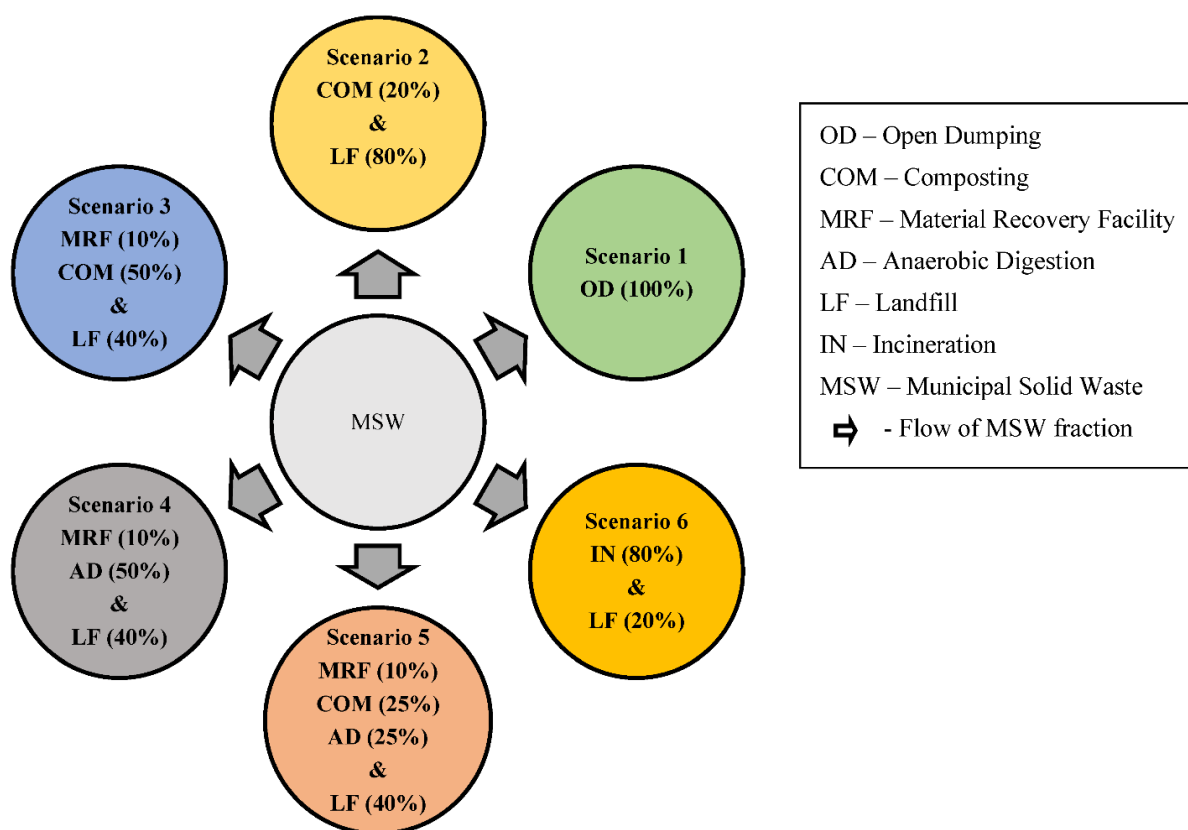 Scenario 2
COM (20%)
&
LF (80%)
Scenario 3
MRF (10%)
COM (50%)
&
LF (40%)
Scenario 1
OD (100%)
MSW
Scenario 4
MRF (10%)
AD (50%)
&
LF (40%)
Scenario 6
IN (80%)
&
LF (20%)
Scenario 5
MRF (10%)
COM (25%)
AD (25%)
&
LF (40%)
OD – Open Dumping
COM – Composting
MRF – Material Recovery Facility
AD – Anaerobic Digestion
LF – Landfill
IN – Incineration
MSW – Municipal Solid Waste
- Flow of MSW fraction